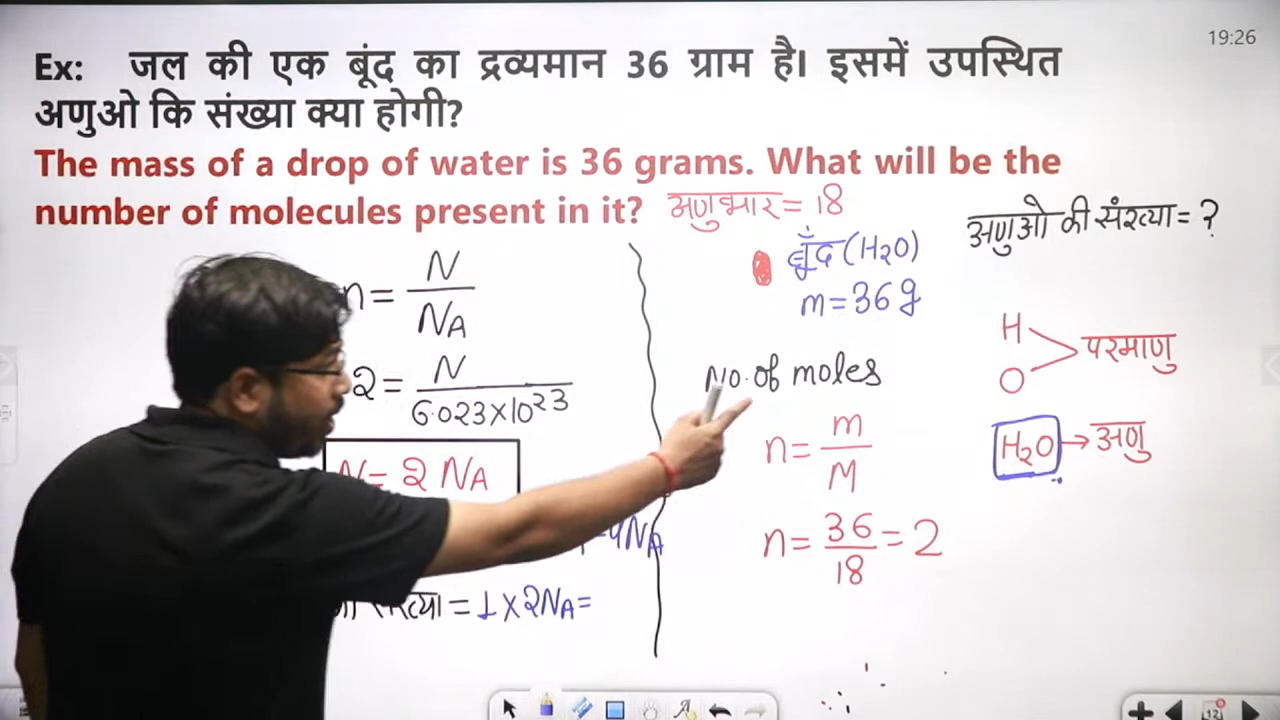 19:26
Ex: जल की एक बूंद का द्रव्यमान 36 ग्राम है। इसमें उपस्थित
अणुओ कि संख्या क्या होगी?
The mass of a drop of water is 36 grams. What will be the
number of molecules present in it?
अणुभार = 18
अणुओ की संख्या = ?
n = N/NA
2 = N/6.023×10^23
N = 2 NA
4NA
= 1 × 2NA =
बूँद (H2O)
m = 36 g
No. of moles
n = m/M
n = 36/18 = 2
H
O
परमाणु
H2O → अणु
12